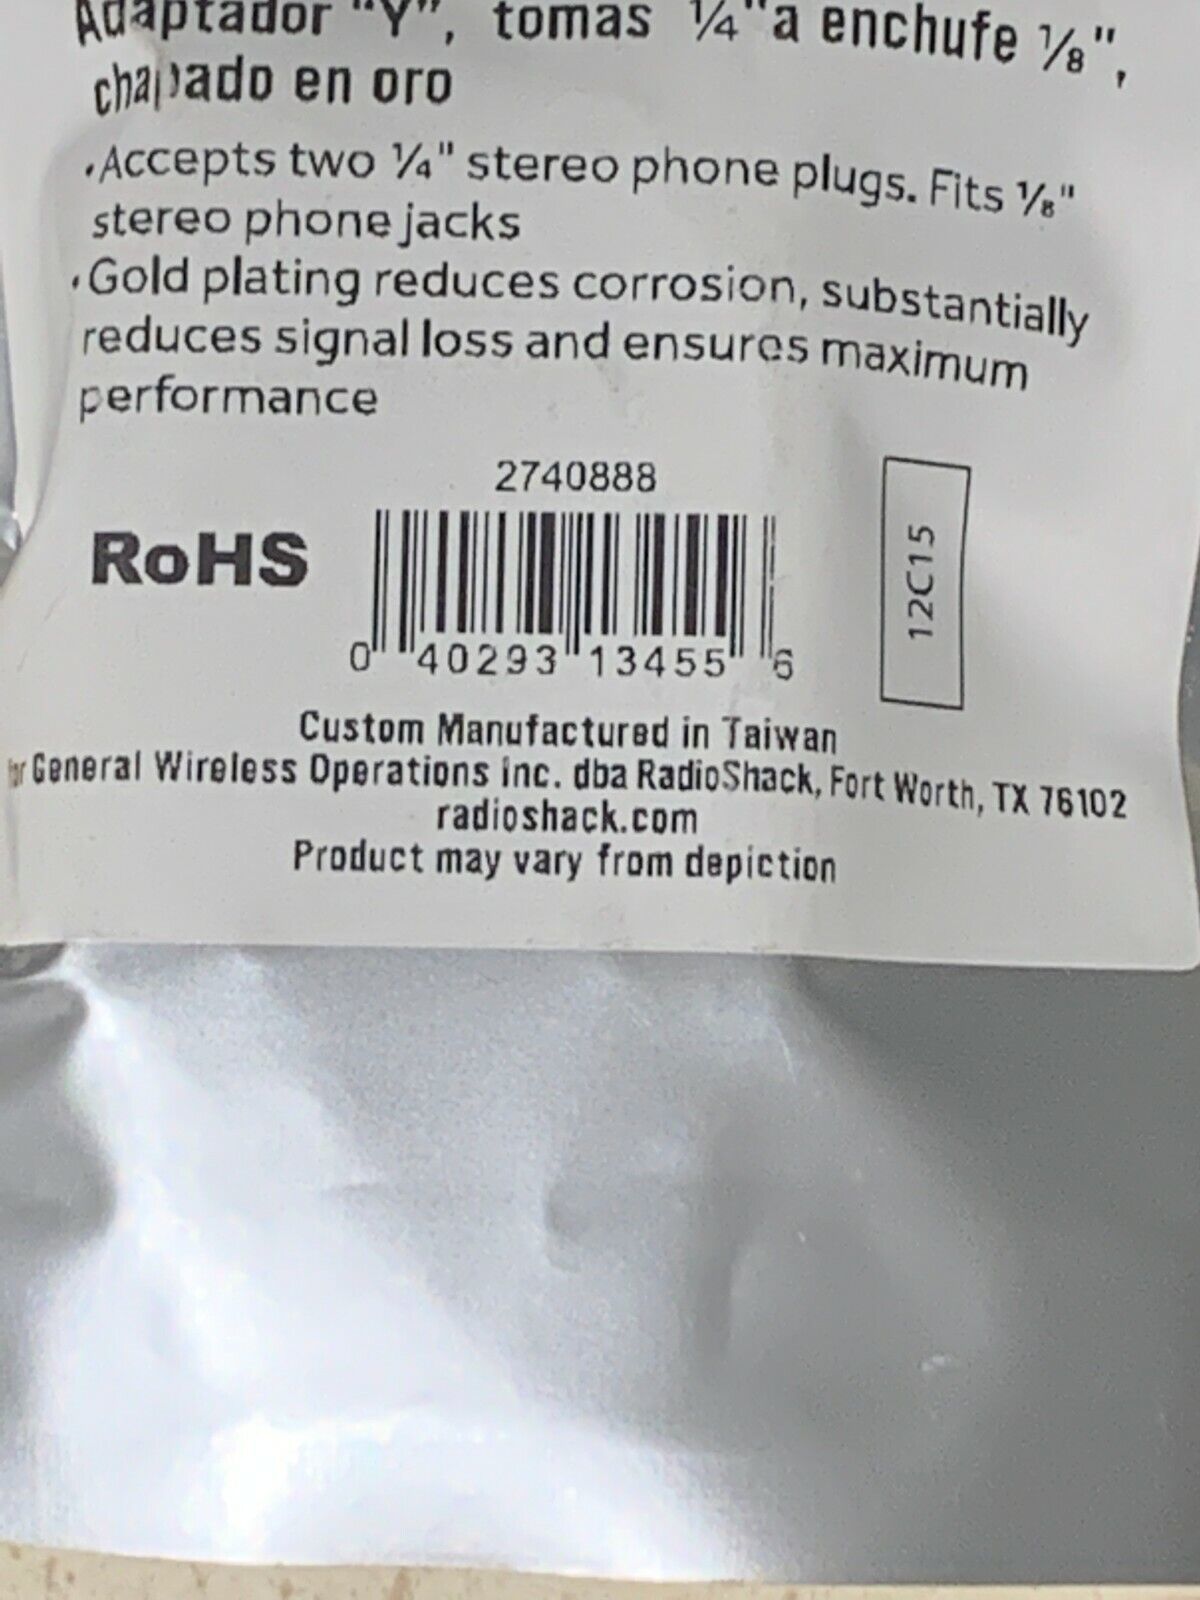 Adaptador "Y", tomas ¼" a enchufe ⅛",
chapado en oro
•Accepts two ¼" stereo phone plugs. Fits ⅛"
stereo phone jacks
•Gold plating reduces corrosion, substantially
reduces signal loss and ensures maximum
performance
2740888
RoHS
0 40293 13455 6
12C15
Custom Manufactured in Taiwan
for General Wireless Operations Inc. dba RadioShack, Fort Worth, TX 76102
radioshack.com
Product may vary from depiction